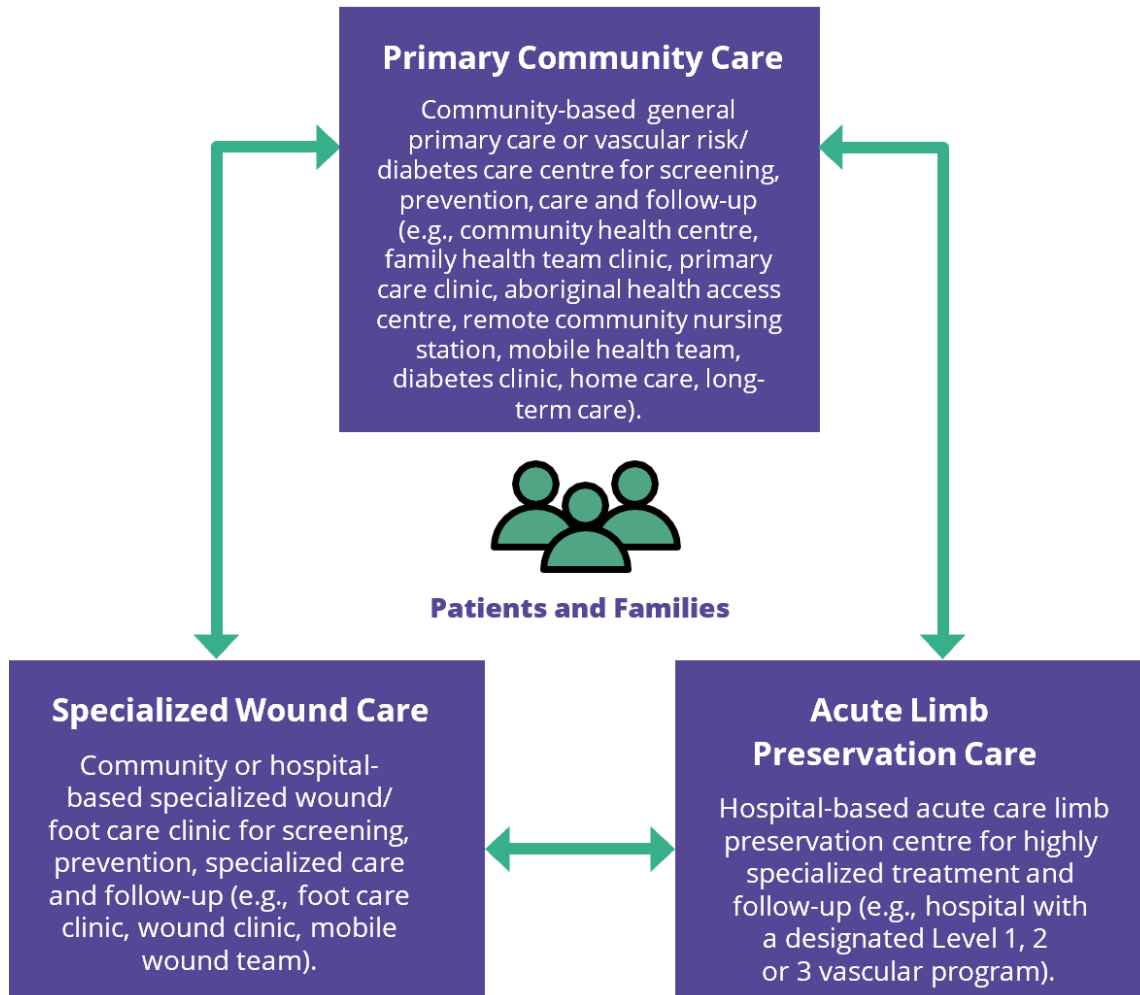 Primary Community Care
Community-based general
primary care or vascular risk/
diabetes care centre for screening,
prevention, care and follow-up
(e.g., community health centre,
family health team clinic, primary
care clinic, aboriginal health access
centre, remote community nursing
station, mobile health team,
diabetes clinic, home care, long-
term care).
Patients and Families
Specialized Wound Care
Community or hospital-
based specialized wound/
foot care clinic for screening,
prevention, specialized care
and follow-up (e.g., foot care
clinic, wound clinic, mobile
wound team).
Acute Limb
Preservation Care
Hospital-based acute care limb
preservation centre for highly
specialized treatment and
follow-up (e.g., hospital with
a designated Level 1, 2
or 3 vascular program).